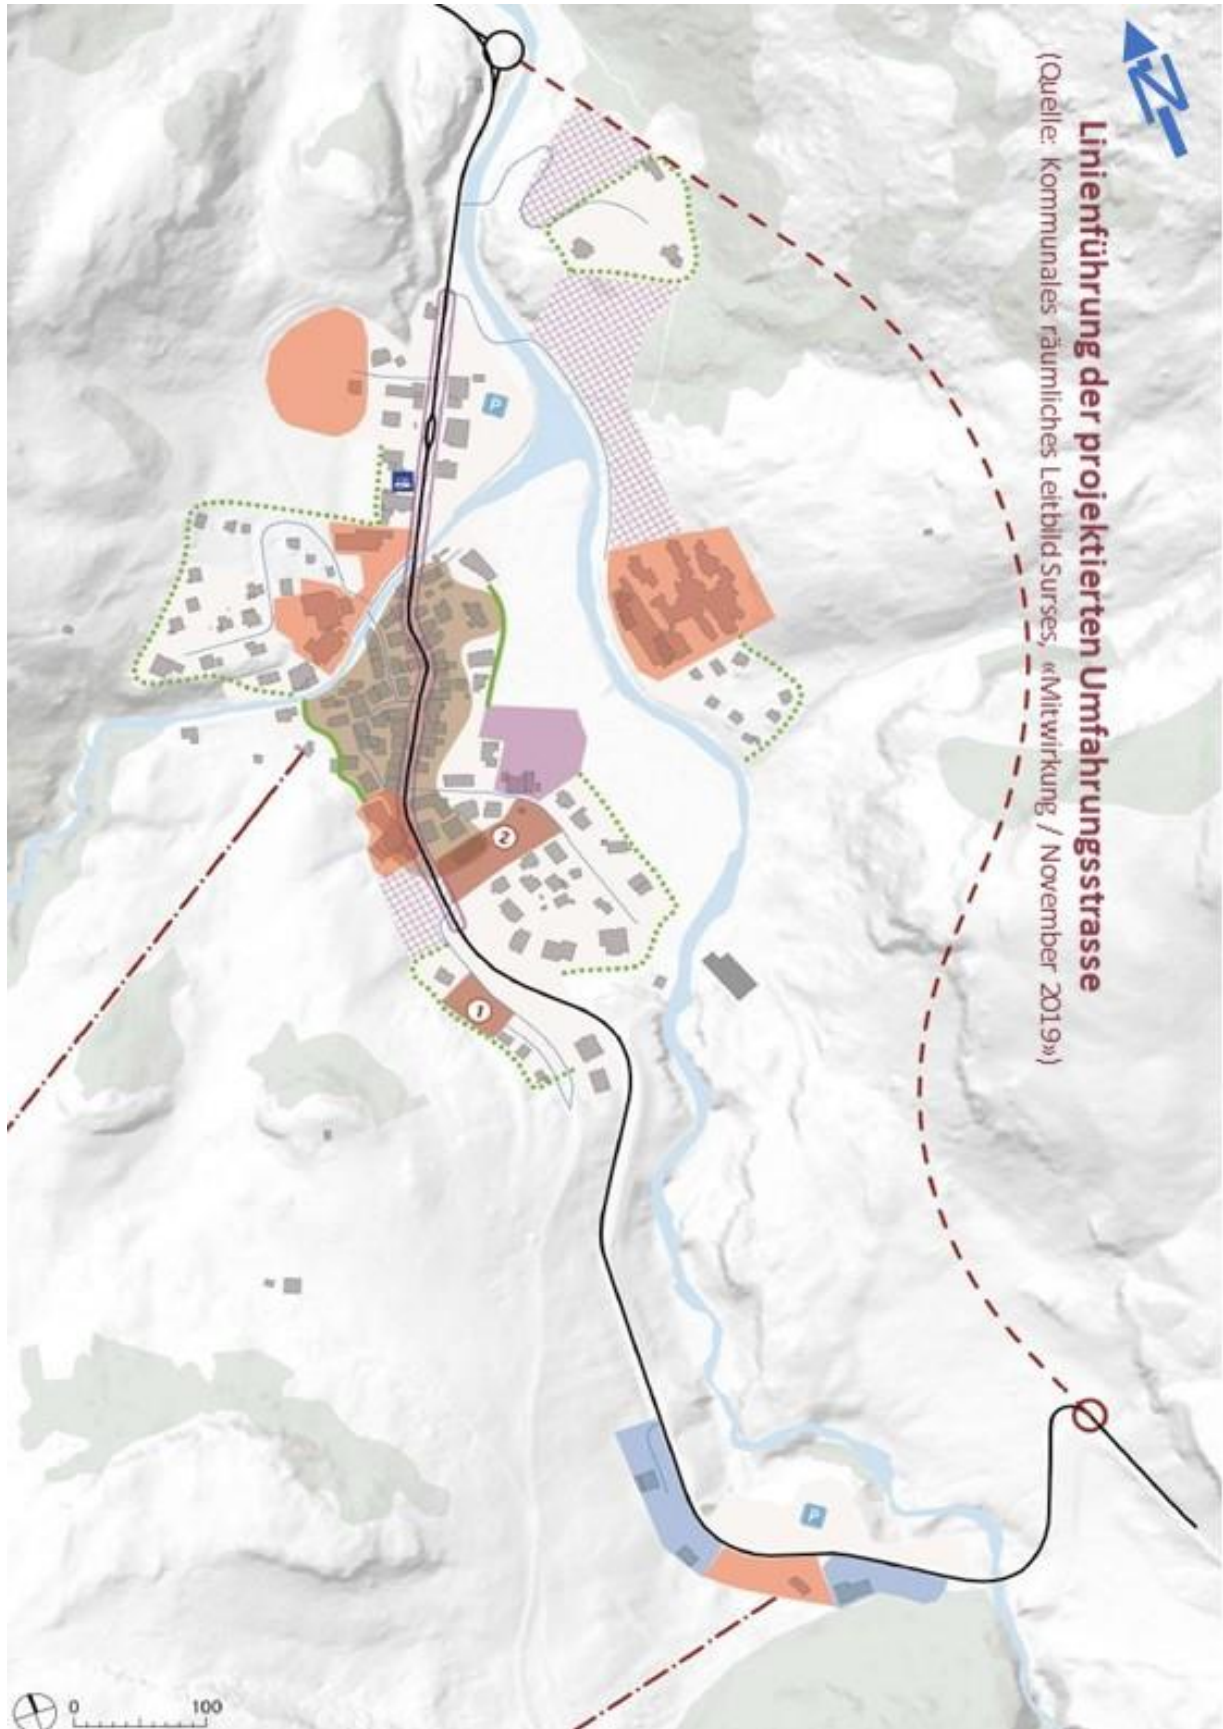 Linienführung der projektierten Umfahrungsstrasse
(Quelle: Kommunales räumliches Leitbild Surses, «Mitwirkung / November 2019»)
N
P
2
1
P
0 100